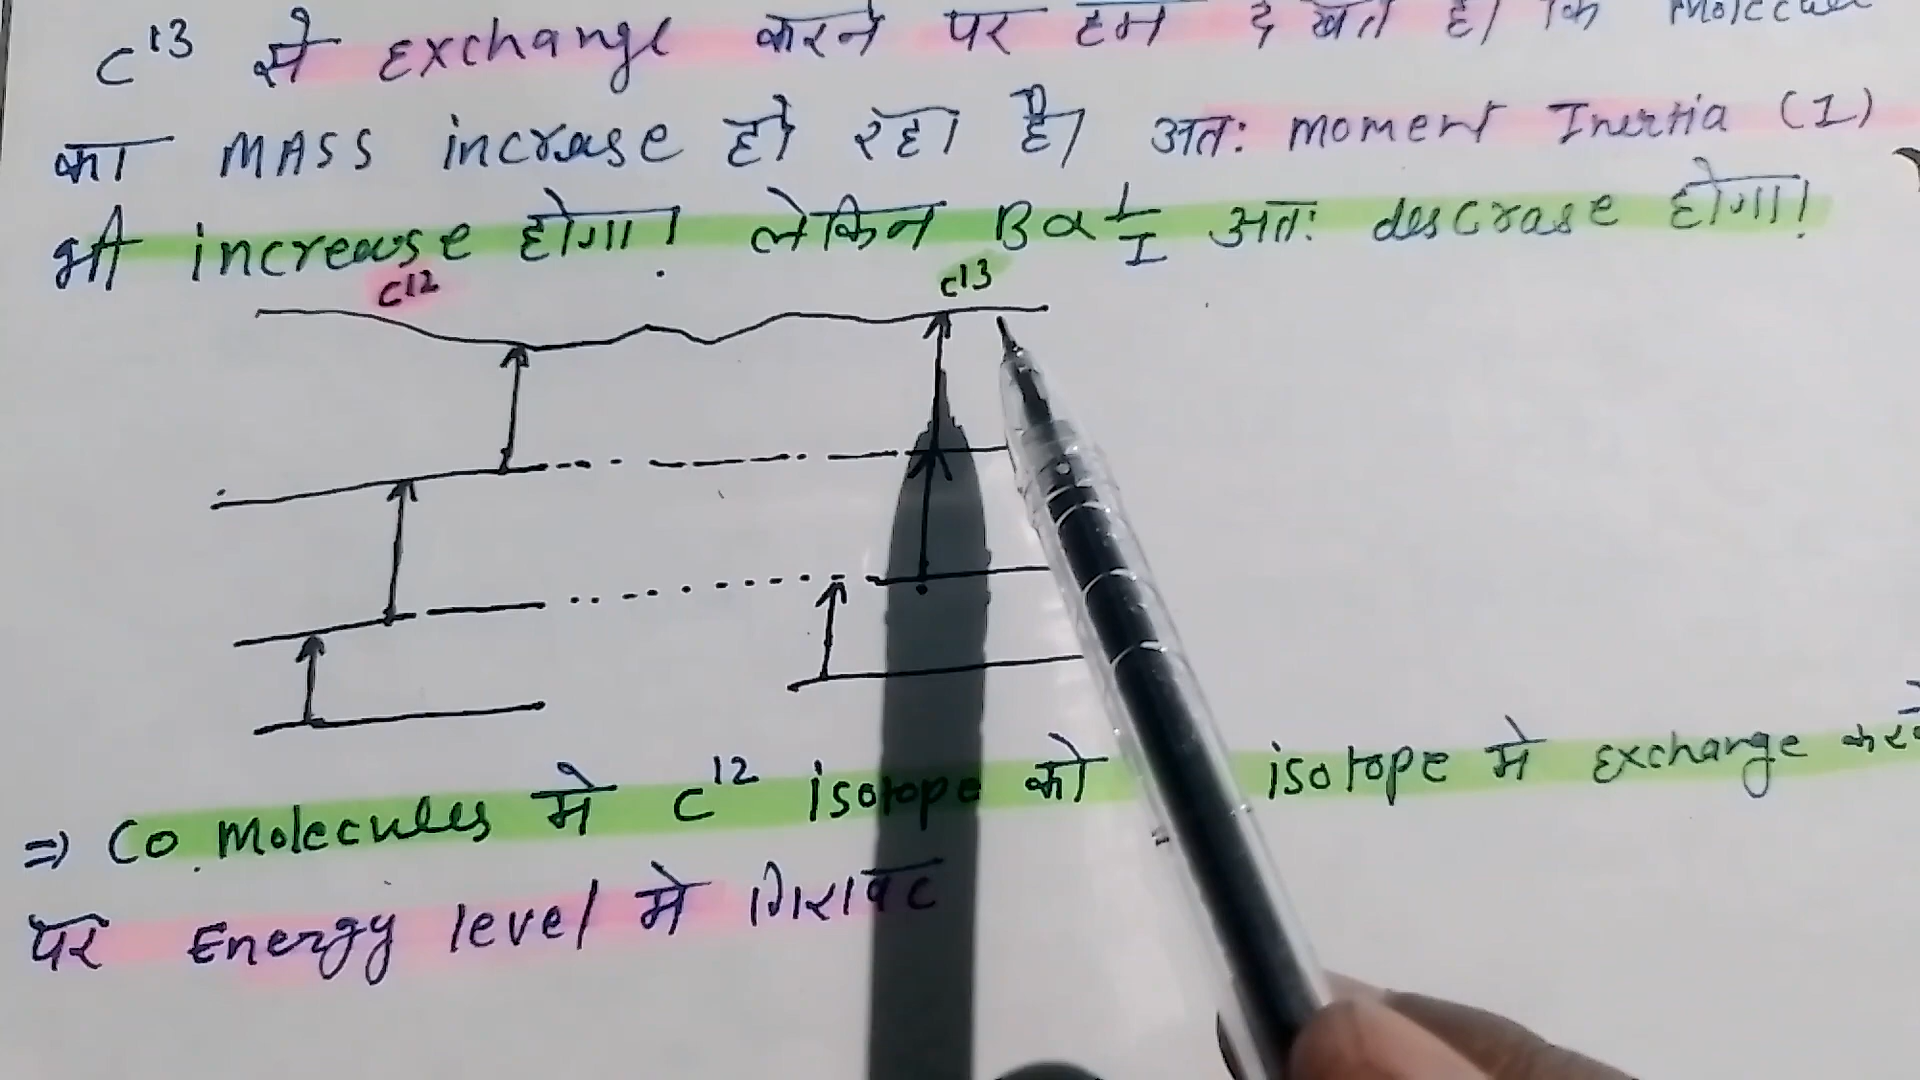 C¹³ से exchange करने पर हम देखते है। कि
का MASS incrase हो रहा है। अतः moment Inertia (I)
भी increase होगा! लेकिन B∝1/I अतः descrase होगा!
C¹² C¹³
⇒ CO Molecules मे C¹² isotope को isotope मे exchange
पर Energy level मे गिरावट